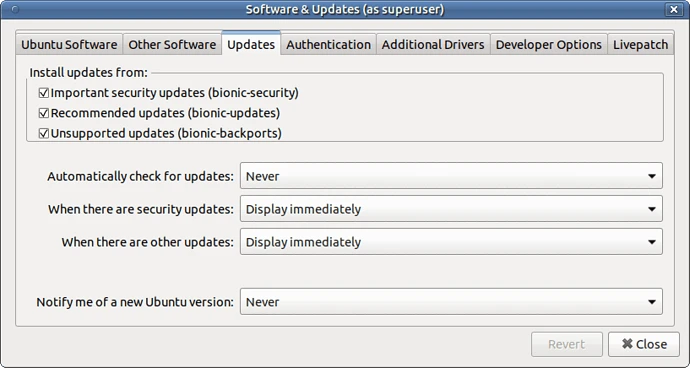 Software & Updates (as superuser)
Ubuntu Software Other Software Updates Authentication Additional Drivers Developer Options Livepatch
Install updates from:
Important security updates (bionic-security)
Recommended updates (bionic-updates)
Unsupported updates (bionic-backports)
Automatically check for updates: Never
When there are security updates: Display immediately
When there are other updates: Display immediately
Notify me of a new Ubuntu version: Never
Revert Close